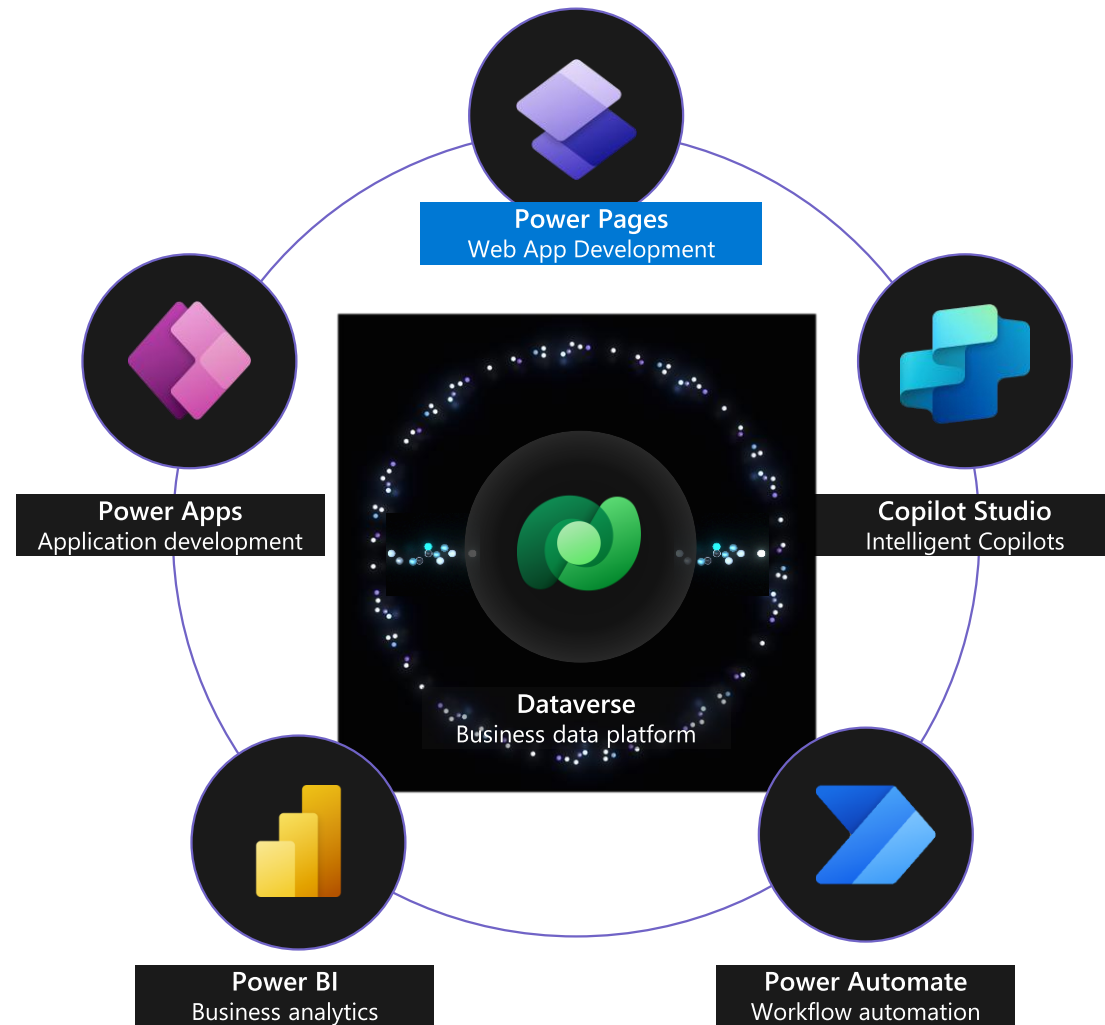 Power Pages
Web App Development
Power Apps
Application development
Copilot Studio
Intelligent Copilots
Dataverse
Business data platform
Power BI
Business analytics
Power Automate
Workflow automation